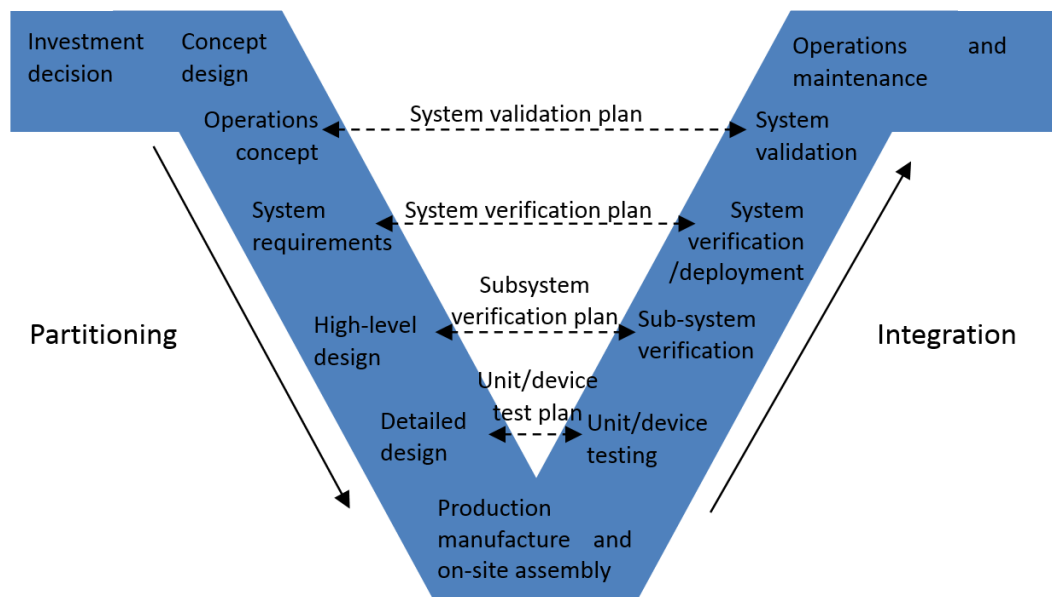 Investment
decision
Concept
design
Operations and
maintenance
Operations
concept
System validation plan
System
validation
System
requirements
System verification plan
System
verification
/deployment
Partitioning
High-level
design
Subsystem
verification plan
Sub-system
verification
Integration
Detailed
design
Unit/device
test plan
Unit/device
testing
Production
manufacture and
on-site assembly